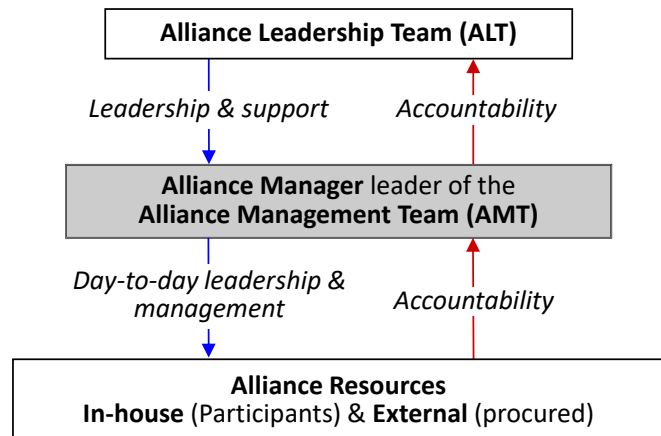 Alliance Leadership Team (ALT)
Leadership & support
Accountability
Alliance Manager leader of the
Alliance Management Team (AMT)
Day-to-day leadership &
management
Accountability
Alliance Resources
In-house (Participants) & External (procured)